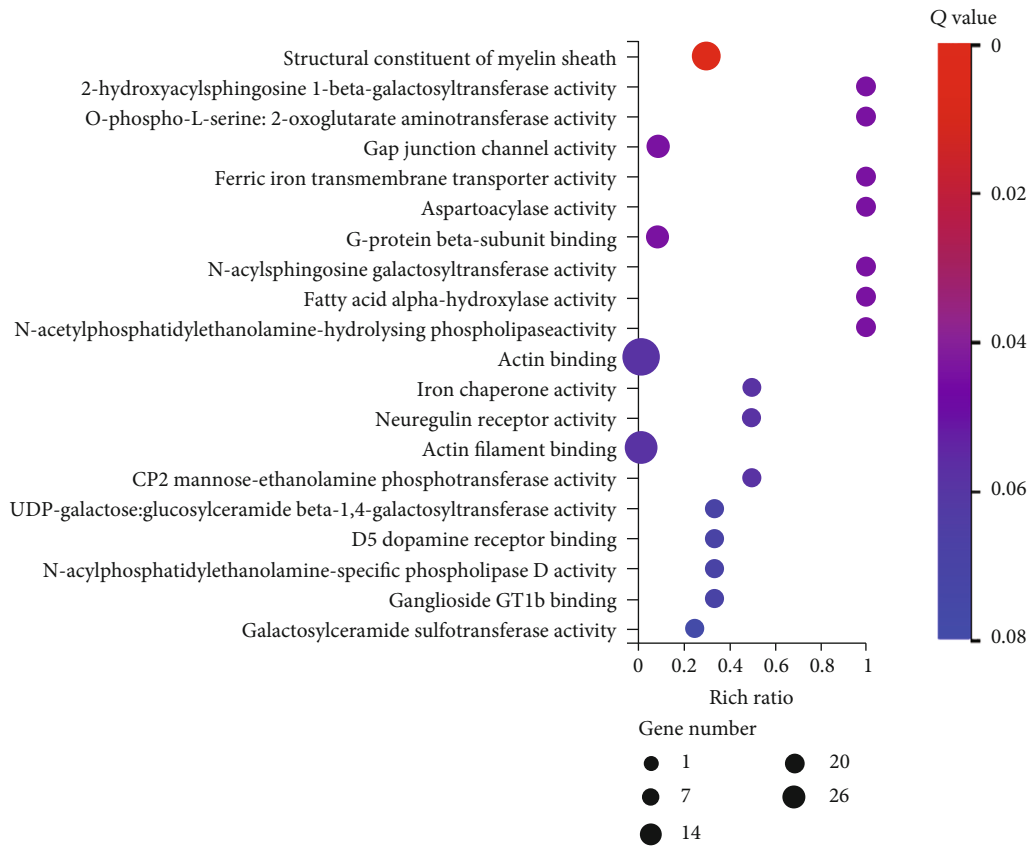 Q value
Structural constituent of myelin sheath
2-hydroxyacylsphingosine 1-beta-galactosyltransferase activity
O-phospho-L-serine: 2-oxoglutarate aminotransferase activity
Gap junction channel activity
Ferric iron transmembrane transporter activity
Aspartoacylase activity
G-protein beta-subunit binding
N-acylsphingosine galactosyltransferase activity
Fatty acid alpha-hydroxylase activity
N-acetylphosphatidylethanolamine-hydrolysing phospholipaseactivity
Actin binding
Iron chaperone activity
Neuregulin receptor activity
Actin filament binding
CP2 mannose-ethanolamine phosphotransferase activity
UDP-galactose:glucosylceramide beta-1,4-galactosyltransferase activity
D5 dopamine receptor binding
N-acylphosphatidylethanolamine-specific phospholipase D activity
Ganglioside GT1b binding
Galactosylceramide sulfotransferase activity
0
0.02
0.04
0.06
0.08
0 0.2 0.4 0.6 0.8 1
Rich ratio
Gene number
1 20
7 26
14